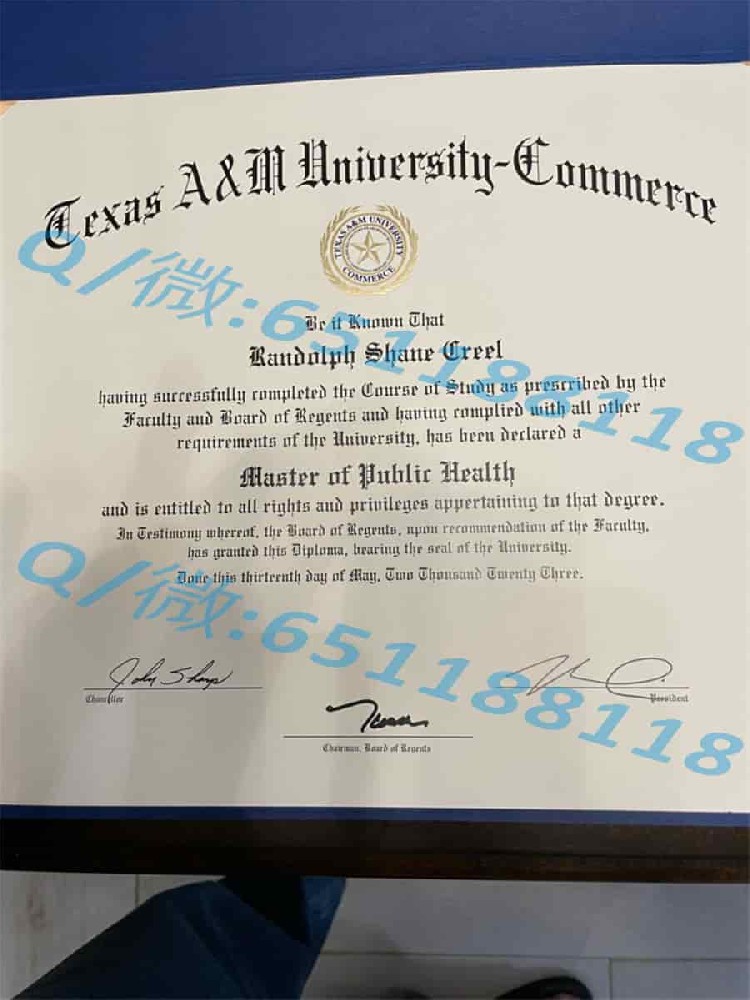 Texas A&M University-Commerce
TEXAS A&M UNIVERSITY
COMMERCE
Q/微:651188118
Be it Known That
Randolph Shane Creel
having successfully completed the Course of Study as prescribed by the
Faculty and Board of Regents and having complied with all other
requirements of the University, has been declared a
Master of Public Health
and is entitled to all rights and privileges appertaining to that degree.
In Testimony whereof, the Board of Regents, upon recommendation of the Faculty,
has granted this Diploma, bearing the seal of the University.
Done this thirteenth day of May, Two Thousand Twenty Three.
Q/微:651188118
John Sharp
Chancellor
President
Chairman, Board of Regents